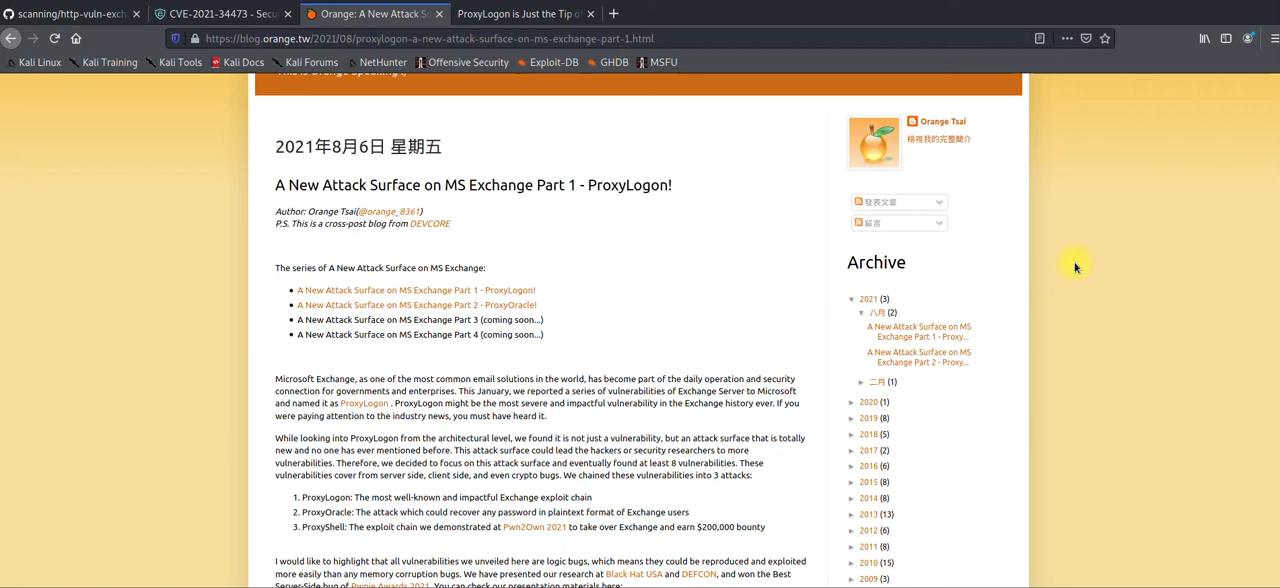 scanning/http-vuln-exch
CVE-2021-34473 - Secu
Orange: A New Attack Su
ProxyLogon is Just the Tip of
https://blog.orange.tw/2021/08/proxylogon-a-new-attack-surface-on-ms-exchange-part-1.html
Kali Linux Kali Training Kali Tools Kali Docs Kali Forums NetHunter Offensive Security Exploit-DB GHDB MSFU
2021年8月6日 星期五
A New Attack Surface on MS Exchange Part 1 - ProxyLogon!
Author: Orange Tsai(@orange_8361)
P.S. This is a cross-post blog from DEVCORE
The series of A New Attack Surface on MS Exchange:
A New Attack Surface on MS Exchange Part 1 - ProxyLogon!
A New Attack Surface on MS Exchange Part 2 - ProxyOracle!
A New Attack Surface on MS Exchange Part 3 (coming soon...)
A New Attack Surface on MS Exchange Part 4 (coming soon...)
Microsoft Exchange, as one of the most common email solutions in the world, has become part of the daily operation and security
connection for governments and enterprises. This January, we reported a series of vulnerabilities of Exchange Server to Microsoft
and named it as ProxyLogon . ProxyLogon might be the most severe and impactful vulnerability in the Exchange history ever. If you
were paying attention to the industry news, you must have heard it.
While looking into ProxyLogon from the architectural level, we found it is not just a vulnerability, but an attack surface that is totally
new and no one has ever mentioned before. This attack surface could lead the hackers or security researchers to more
vulnerabilities. Therefore, we decided to focus on this attack surface and eventually found at least 8 vulnerabilities. These
vulnerabilities cover from server side, client side, and even crypto bugs. We chained these vulnerabilities into 3 attacks:
1. ProxyLogon: The most well-known and impactful Exchange exploit chain
2. ProxyOracle: The attack which could recover any password in plaintext format of Exchange users
3. ProxyShell: The exploit chain we demonstrated at Pwn2Own 2021 to take over Exchange and earn $200,000 bounty
I would like to highlight that all vulnerabilities we unveiled here are logic bugs, which means they could be reproduced and exploited
more easily than any memory corruption bugs. We have presented our research at Black Hat USA and DEFCON, and won the Best
Server-Side bug of Pwnie Awards 2021. You can check our presentation materials here:
Orange Tsai
檢視我的完整簡介
發表文章
留言
Archive
▼ 2021 (3)
▼ 八月 (2)
A New Attack Surface on MS
Exchange Part 1 - Proxy...
A New Attack Surface on MS
Exchange Part 2 - Proxy...
► 二月 (1)
► 2020 (1)
► 2019 (8)
► 2018 (5)
► 2017 (2)
► 2016 (6)
► 2015 (8)
► 2014 (8)
► 2013 (13)
► 2012 (6)
► 2011 (8)
► 2010 (15)
► 2009 (3)